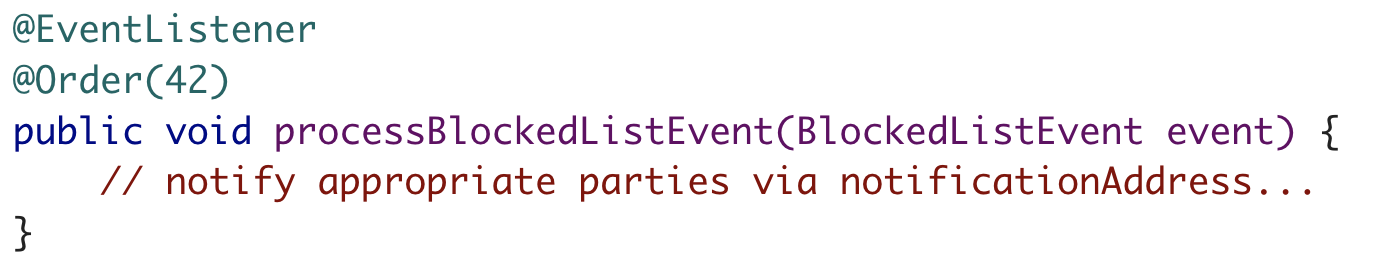 @EventListener
@Order(42)
public void processBlockedListEvent(BlockedListEvent event) {
    // notify appropriate parties via notificationAddress...
}